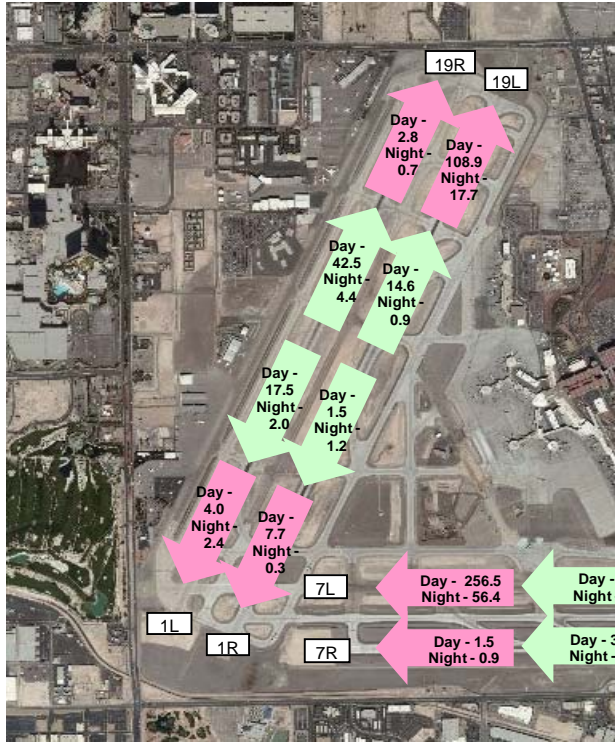 19R
19L
Day -
2.8
Night -
0.7
Day -
108.9
Night -
17.7
Day -
42.5
Night -
4.4
Day -
14.6
Night -
0.9
Day -
17.5
Night -
2.0
Day -
1.5
Night -
1.2
Day -
4.0
Night -
2.4
Day -
7.7
Night -
0.3
7L
Day - 256.5
Night - 56.4
Day -
Night -
1L
1R
7R
Day - 1.5
Night - 0.9
Day - 3
Night -